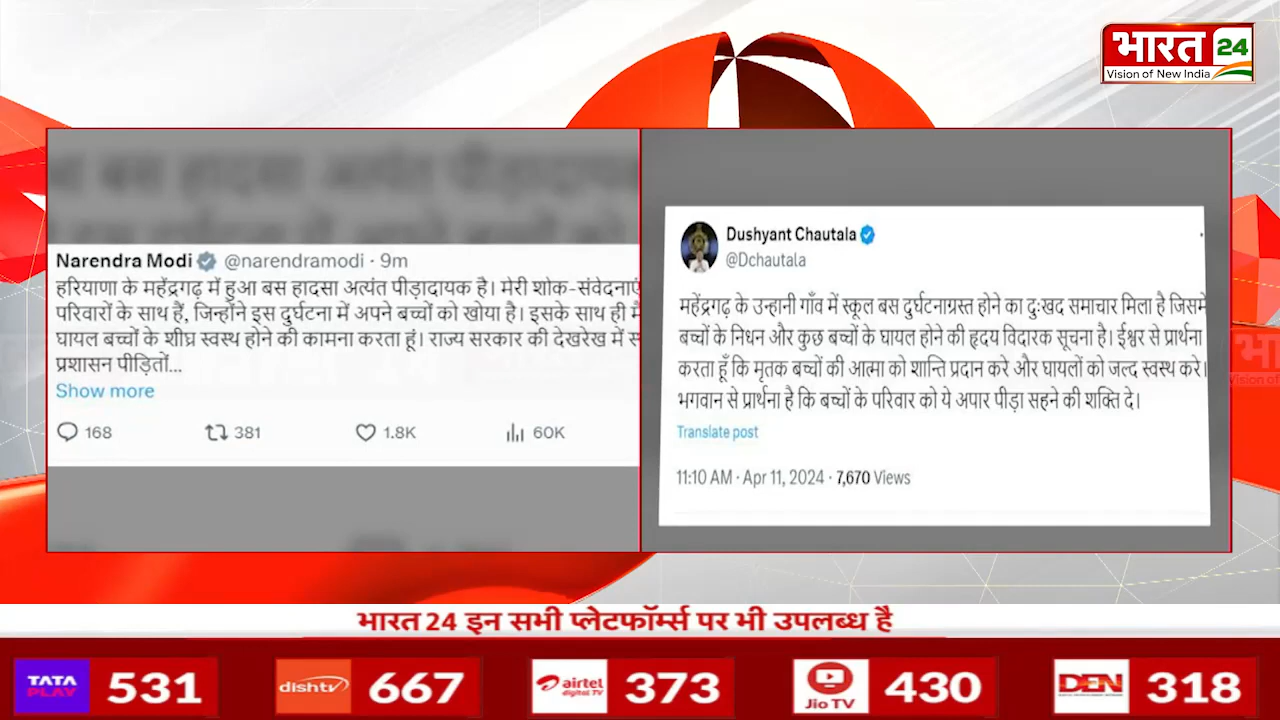 भारत 24
Vision of New India
बस हादसा अत्यंत
Narendra Modi @narendramodi · 9m
हरियाणा के महेंद्रगढ़ में हुआ बस हादसा अत्यंत पीड़ादायक है। मेरी शोक-संवेदनाएं
परिवारों के साथ हैं, जिन्होंने इस दुर्घटना में अपने बच्चों को खोया है। इसके साथ ही
घायल बच्चों के शीघ्र स्वस्थ होने की कामना करता हूं। राज्य सरकार की देखरेख में
प्रशासन पीड़ितों...
Show more
168 381 1.8K 60K
Dushyant Chautala
@Dchautala
महेंद्रगढ़ के उन्हानी गाँव में स्कूल बस दुर्घटनाग्रस्त होने का दुःखद समाचार मिला है जिसमें
बच्चों के निधन और कुछ बच्चों के घायल होने की हृदय विदारक सूचना है। ईश्वर से प्रार्थना
करता हूँ कि मृतक बच्चों की आत्मा को शान्ति प्रदान करे और घायलों को जल्द स्वस्थ करे।
भगवान से प्रार्थना है कि बच्चों के परिवार को ये अपार पीड़ा सहने की शक्ति दे।
Translate post
11:10 AM · Apr 11, 2024 · 7,670 Views
भारत 24 इन सभी प्लेटफॉर्म्स पर भी उपलब्ध है
TATA PLAY 531 dishtv 667 airtel digital TV 373 JioTV 430 DEN 318